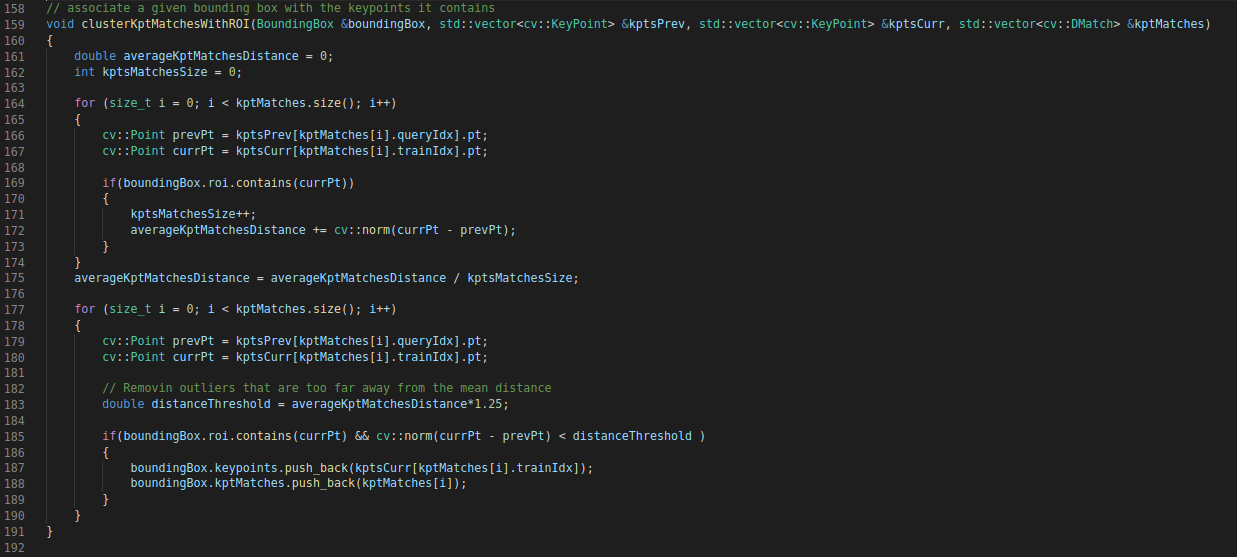 158 // associate a given bounding box with the keypoints it contains
159 void clusterKptMatchesWithROI(BoundingBox &boundingBox, std::vector<cv::KeyPoint> &kptsPrev, std::vector<cv::KeyPoint> &kptsCurr, std::vector<cv::DMatch> &kptMatches)
160 {
161     double averageKptMatchesDistance = 0;
162     int kptsMatchesSize = 0;
163
164     for (size_t i = 0; i < kptMatches.size(); i++)
165     {
166         cv::Point prevPt = kptsPrev[kptMatches[i].queryIdx].pt;
167         cv::Point currPt = kptsCurr[kptMatches[i].trainIdx].pt;
168
169         if(boundingBox.roi.contains(currPt))
170         {
171             kptsMatchesSize++;
172             averageKptMatchesDistance += cv::norm(currPt - prevPt);
173         }
174     }
175     averageKptMatchesDistance = averageKptMatchesDistance / kptsMatchesSize;
176
177     for (size_t i = 0; i < kptMatches.size(); i++)
178     {
179         cv::Point prevPt = kptsPrev[kptMatches[i].queryIdx].pt;
180         cv::Point currPt = kptsCurr[kptMatches[i].trainIdx].pt;
181
182         // Removin outliers that are too far away from the mean distance
183         double distanceThreshold = averageKptMatchesDistance*1.25;
184
185         if(boundingBox.roi.contains(currPt) && cv::norm(currPt - prevPt) < distanceThreshold )
186         {
187             boundingBox.keypoints.push_back(kptsCurr[kptMatches[i].trainIdx]);
188             boundingBox.kptMatches.push_back(kptMatches[i]);
189         }
190     }
191 }
192